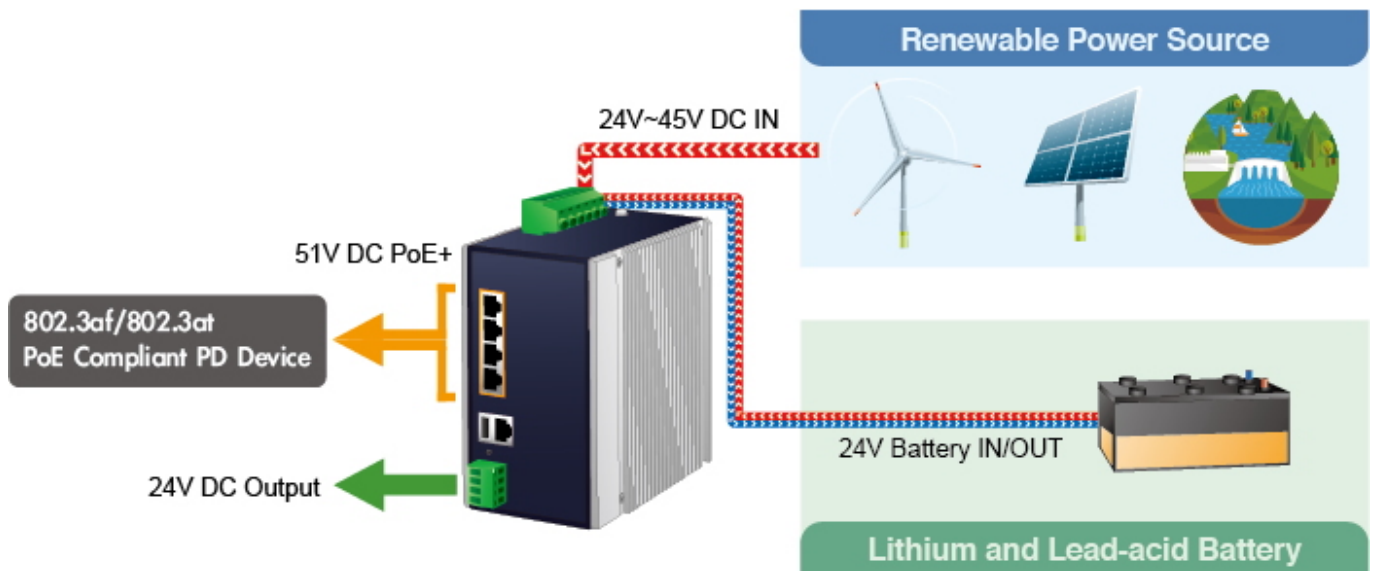 Renewable Power Source
24V~45V DC IN
51V DC PoE+
802.3af/802.3at
PoE Compliant PD Device
24V Battery IN/OUT
24V DC Output
Lithium and Lead-acid Battery